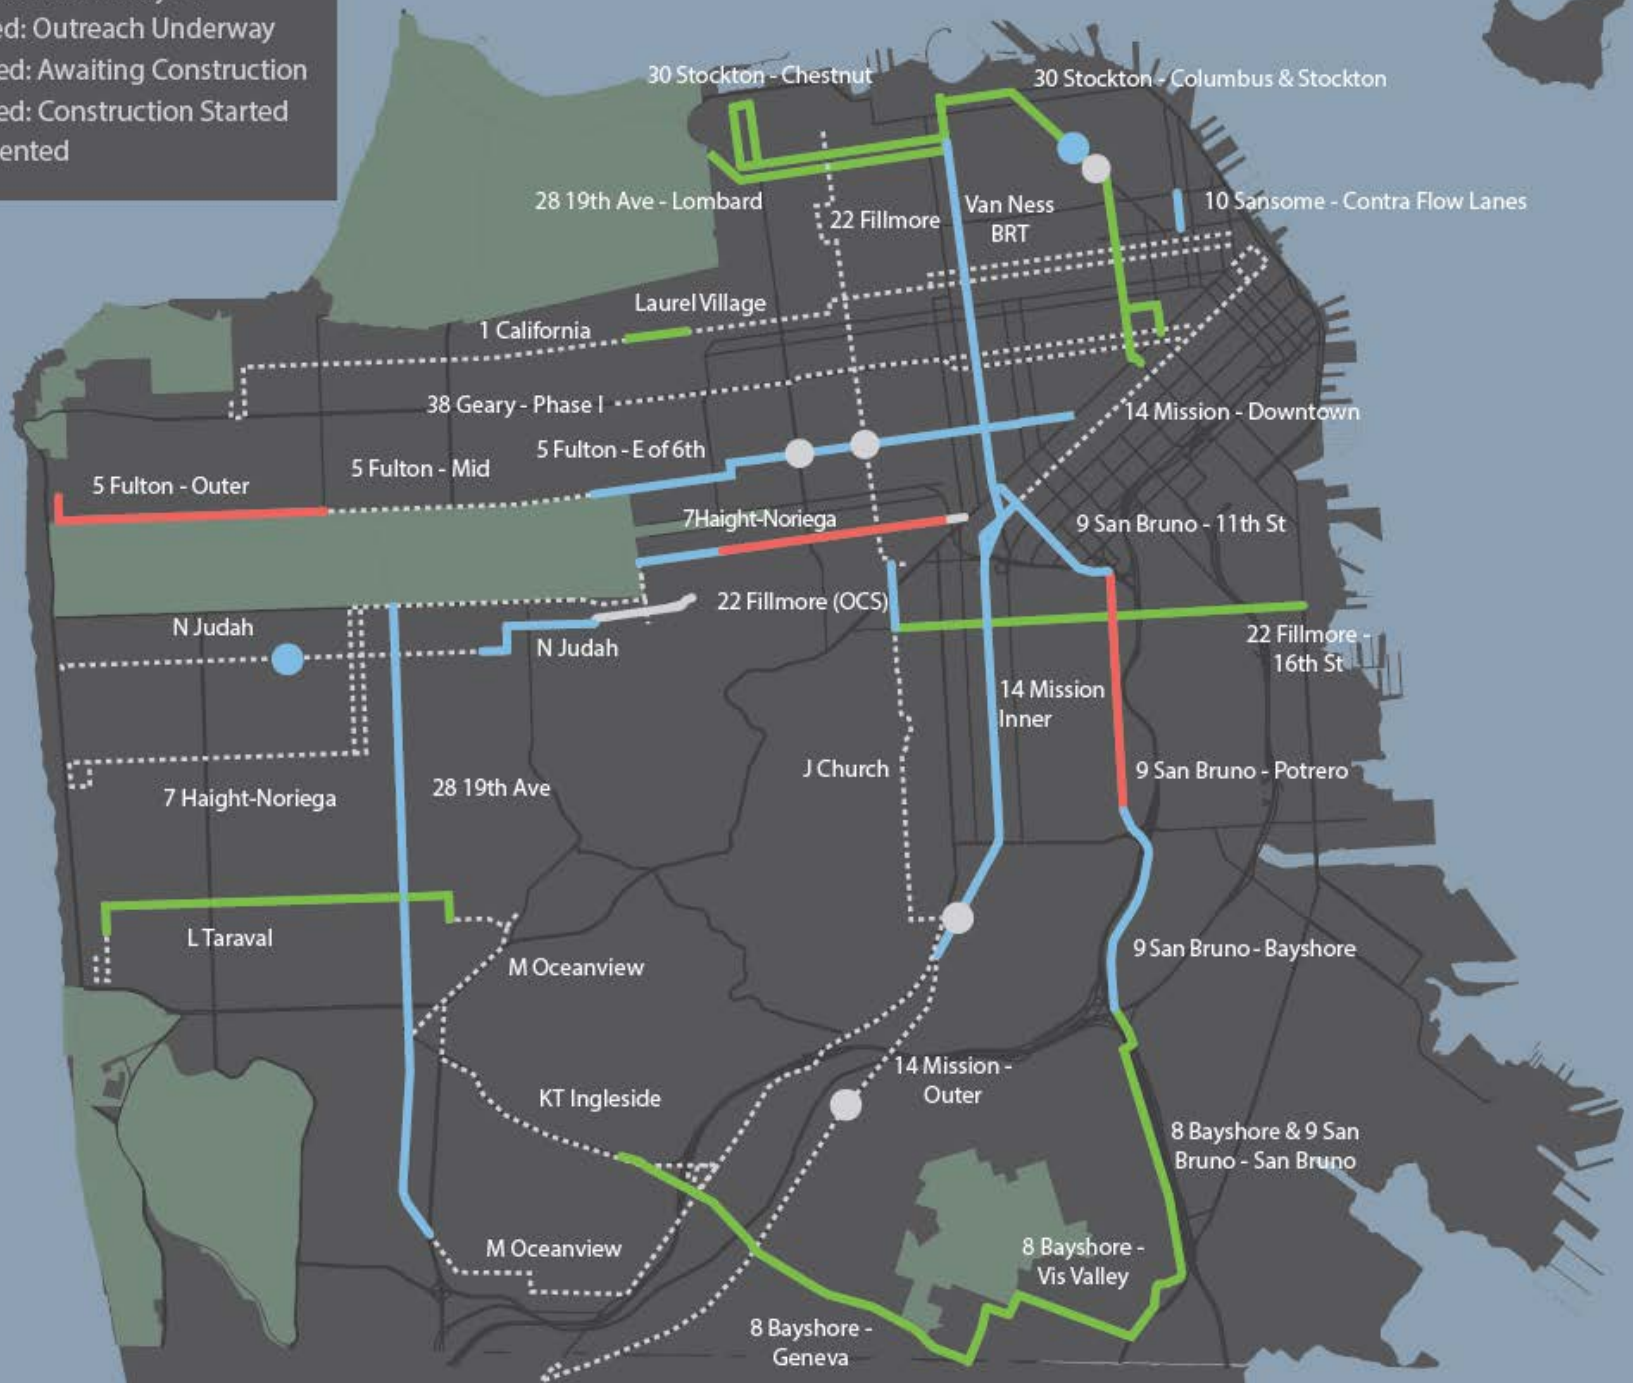 ed: Outreach Underway
ed: Awaiting Construction
ed: Construction Started
ented
30 Stockton - Chestnut
30 Stockton - Columbus & Stockton
28 19th Ave - Lombard
22 Fillmore
Van Ness
BRT
10 Sansome - Contra Flow Lanes
Laurel Village
1 California
38 Geary - Phase I
14 Mission - Downtown
5 Fulton - E of 6th
5 Fulton - Mid
5 Fulton - Outer
7Haight-Noriega
9 San Bruno - 11th St
22 Fillmore (OCS)
N Judah
N Judah
22 Fillmore -
16th St
14 Mission
Inner
J Church
9 San Bruno - Potrero
28 19th Ave
7 Haight-Noriega
L Taraval
M Oceanview
9 San Bruno - Bayshore
14 Mission -
Outer
KT Ingleside
8 Bayshore & 9 San
Bruno - San Bruno
M Oceanview
8 Bayshore -
Vis Valley
8 Bayshore -
Geneva